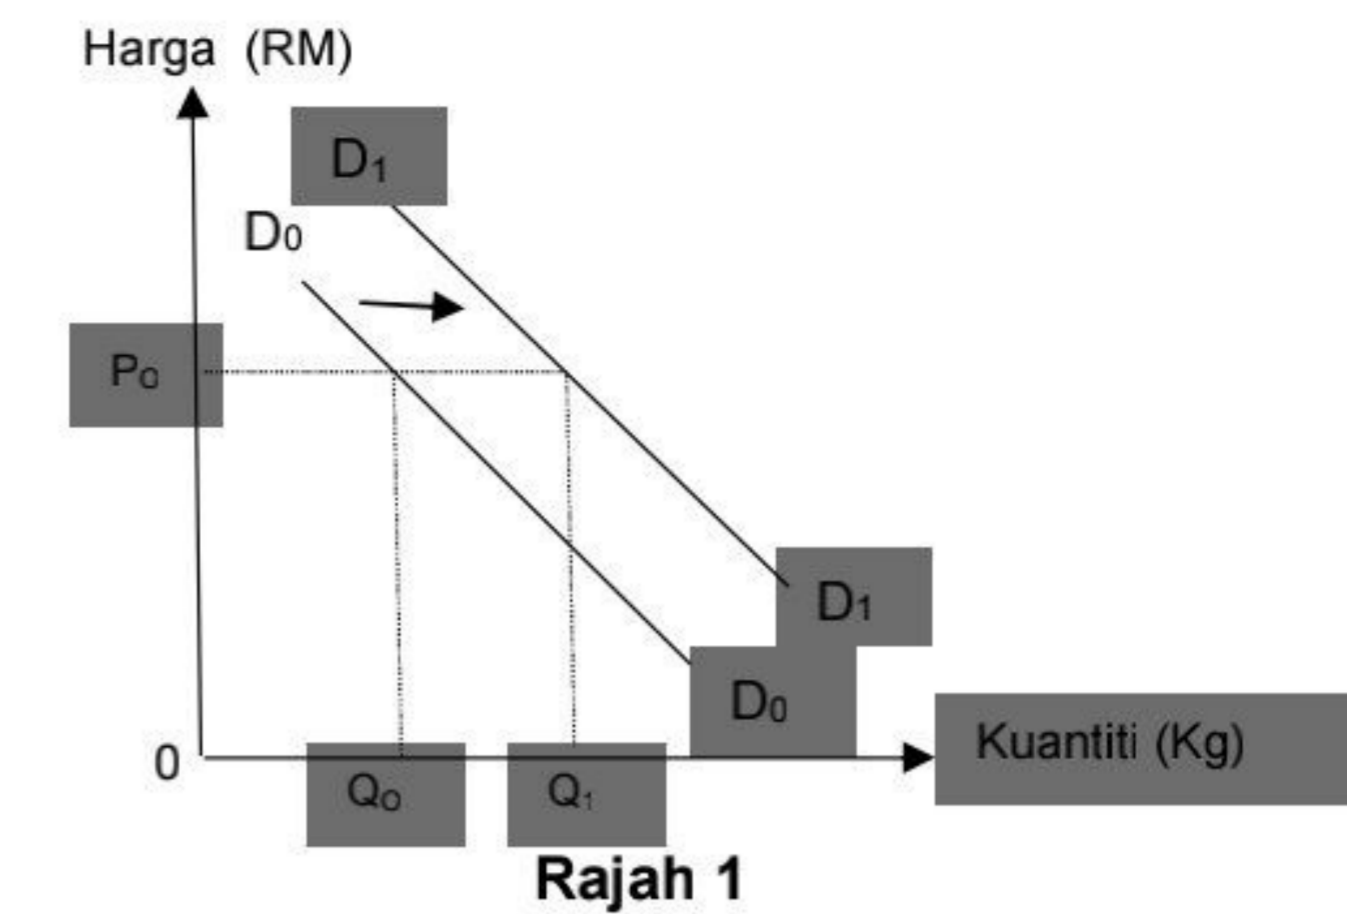 Harga (RM)
D₁
D₀
P₀
D₁
D₀
0
Kuantiti (Kg)
Q₀
Q₁
Rajah 1